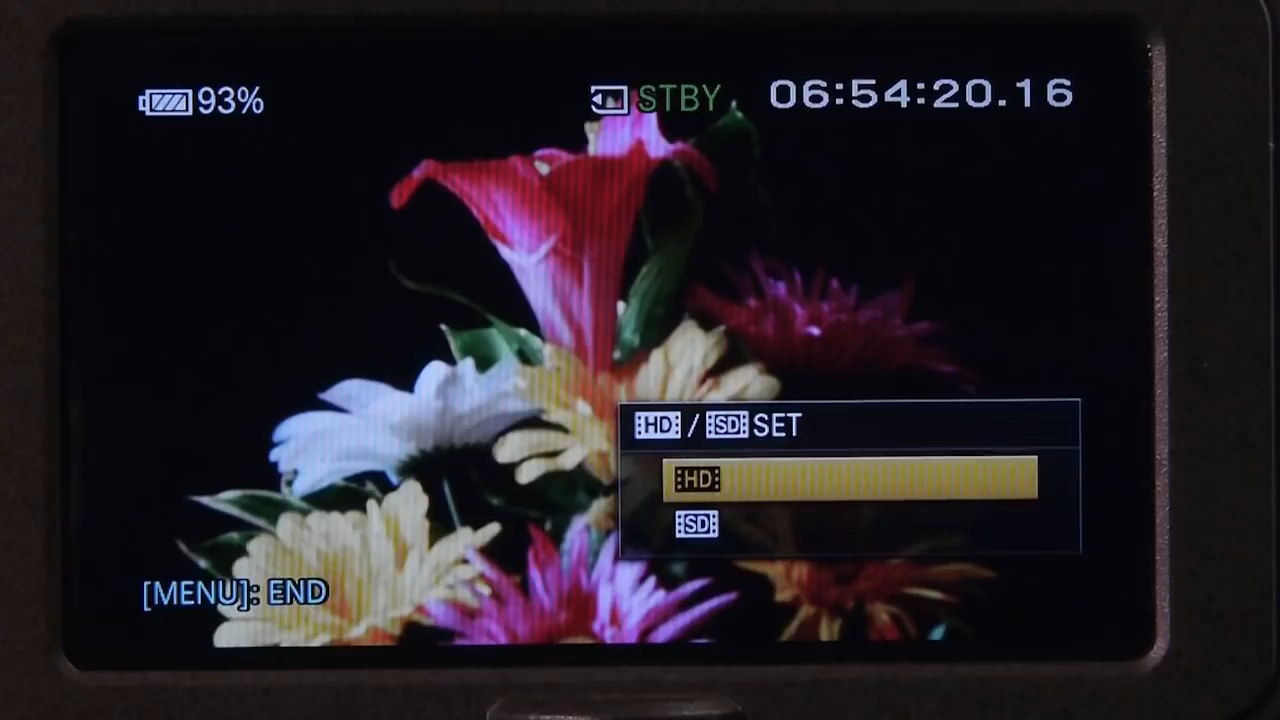 93%
STBY
06:54:20.16
HD / SD SET
HD
SD
[MENU]: END